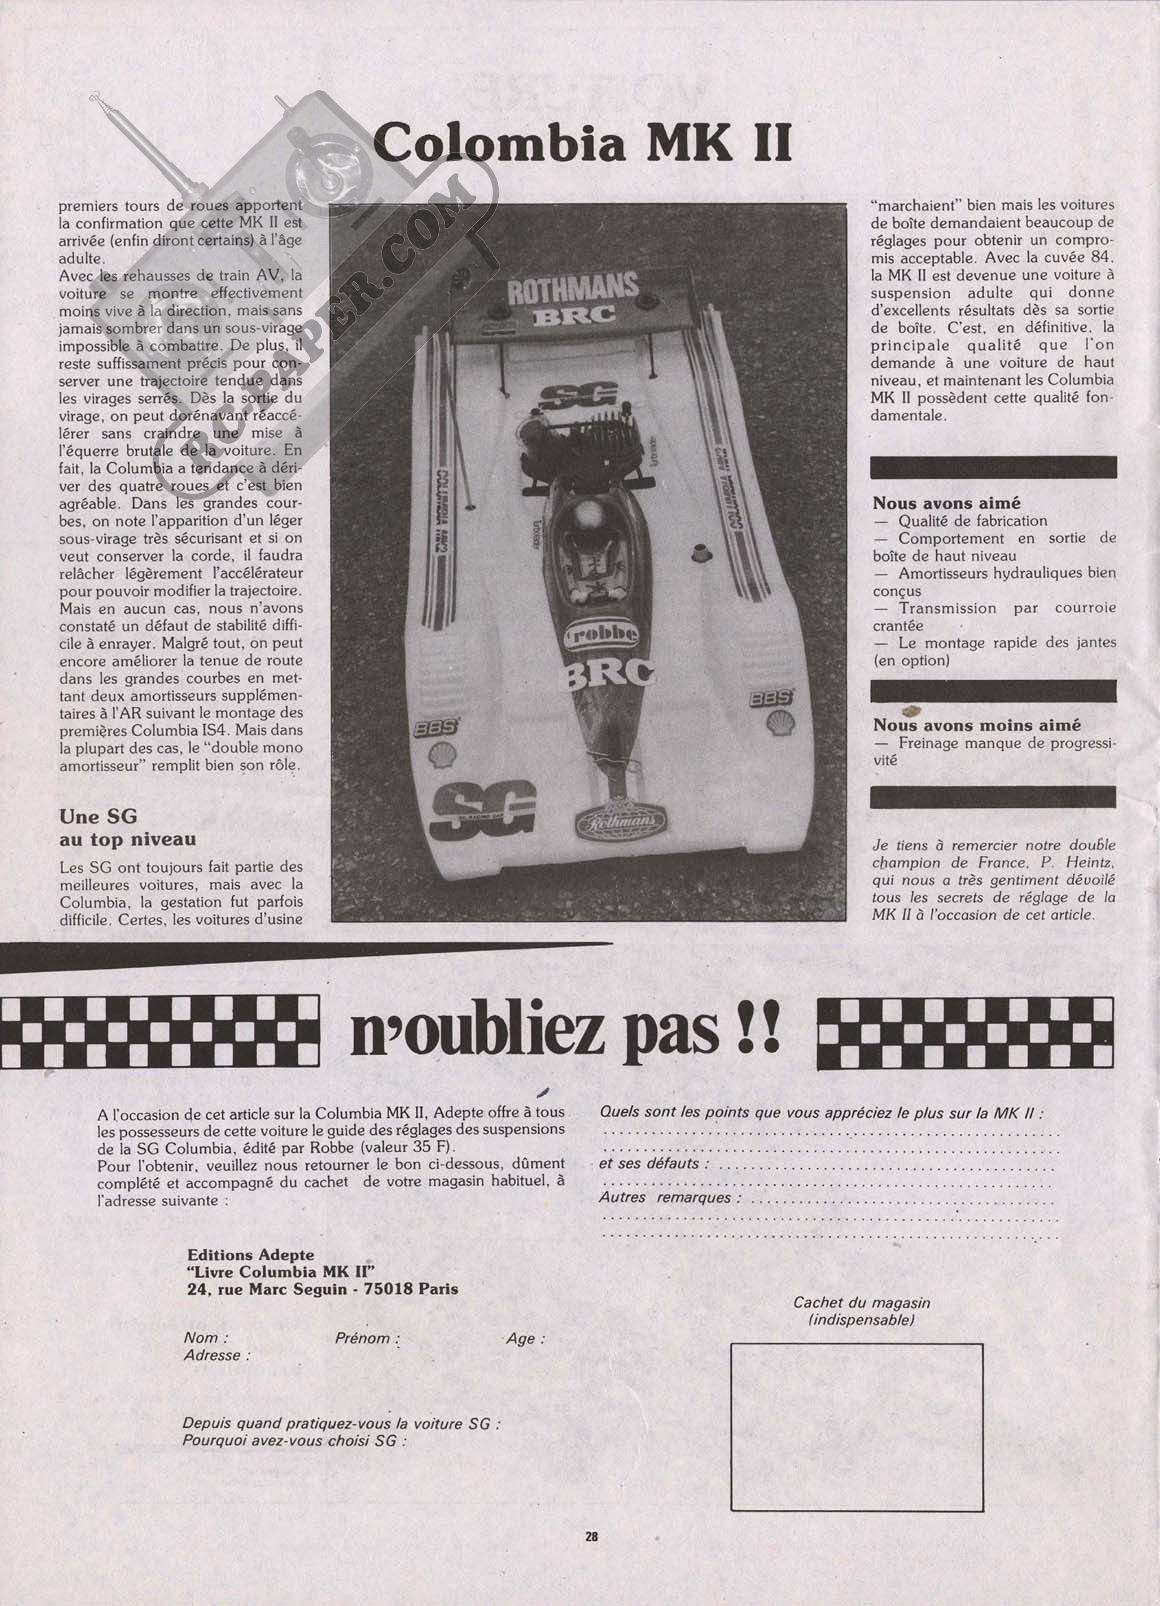 Colombia MK II
premiers tours de roues apportent
la confirmation que cette MK II est
arrivée (enfin diront certains) à l'âge
adulte.
Avec les rehausses de train AV, la
voiture se montre effectivement
moins vive à la direction, mais sans
jamais sombrer dans un sous-virage
impossible à combattre. De plus, il
reste suffissament précis pour con-
server une trajectoire tendue dans
les virages serrés. Dès la sortie du
virage, on peut dorénavant réaccé-
lérer sans craindre une mise à
l'équerre brutale de la voiture. En
fait, la Columbia a tendance à déri-
ver des quatre roues et c'est bien
agréable. Dans les grandes cour-
bes, on note l'apparition d'un léger
sous-virage très sécurisant et si on
veut conserver la corde, il faudra
relâcher légèrement l'accélérateur
pour pouvoir modifier la trajectoire.
Mais en aucun cas, nous n'avons
constaté un défaut de stabilité diffi-
cile à enrayer. Malgré tout, on peut
encore améliorer la tenue de route
dans les grandes courbes en met-
tant deux amortisseurs supplémen-
taires à l'AR suivant le montage des
premières Columbia IS4. Mais dans
la plupart des cas, le "double mono
amortisseur" remplit bien son rôle.
Une SG
au top niveau
Les SG ont toujours fait partie des
meilleures voitures, mais avec la
Columbia, la gestation fut parfois
difficile. Certes, les voitures d'usine
RC-PAPER.COM
ROTHMANS
BRC
SG
turbreade
turbreade
COLUMBIA
COLUMBIA
robbe
BRC
BBS
BBS
SG
Rothmans
"marchaient" bien mais les voitures
de boîte demandaient beaucoup de
réglages pour obtenir un compro-
mis acceptable. Avec la cuvée 84,
la MK II est devenue une voiture à
suspension adulte qui donne
d'excellents résultats dès sa sortie
de boîte. C'est, en définitive, la
principale qualité que l'on
demande à une voiture de haut
niveau, et maintenant les Columbia
MK II possèdent cette qualité fon-
damentale.
Nous avons aimé
— Qualité de fabrication
— Comportement en sortie de
boîte de haut niveau
— Amortisseurs hydrauliques bien
conçus
— Transmission par courroie
crantée
— Le montage rapide des jantes
(en option)
Nous avons moins aimé
— Freinage manque de progressi-
vité
Je tiens à remercier notre double
champion de France, P. Heintz,
qui nous a très gentiment dévoilé
tous les secrets de réglage de la
MK II à l'occasion de cet article.
n'oubliez pas !!
A l'occasion de cet article sur la Columbia MK II, Adepte offre à tous
les possesseurs de cette voiture le guide des réglages des suspensions
de la SG Columbia, édité par Robbe (valeur 35 F).
Pour l'obtenir, veuillez nous retourner le bon ci-dessous, dûment
complété et accompagné du cachet de votre magasin habituel, à
l'adresse suivante :
Editions Adepte
"Livre Columbia MK II"
24, rue Marc Seguin - 75018 Paris
Nom : Prénom : Age :
Adresse :
Depuis quand pratiquez-vous la voiture SG :
Pourquoi avez-vous choisi SG :
Quels sont les points que vous appréciez le plus sur la MK II :
et ses défauts :
Autres remarques :
Cachet du magasin
(indispensable)
28